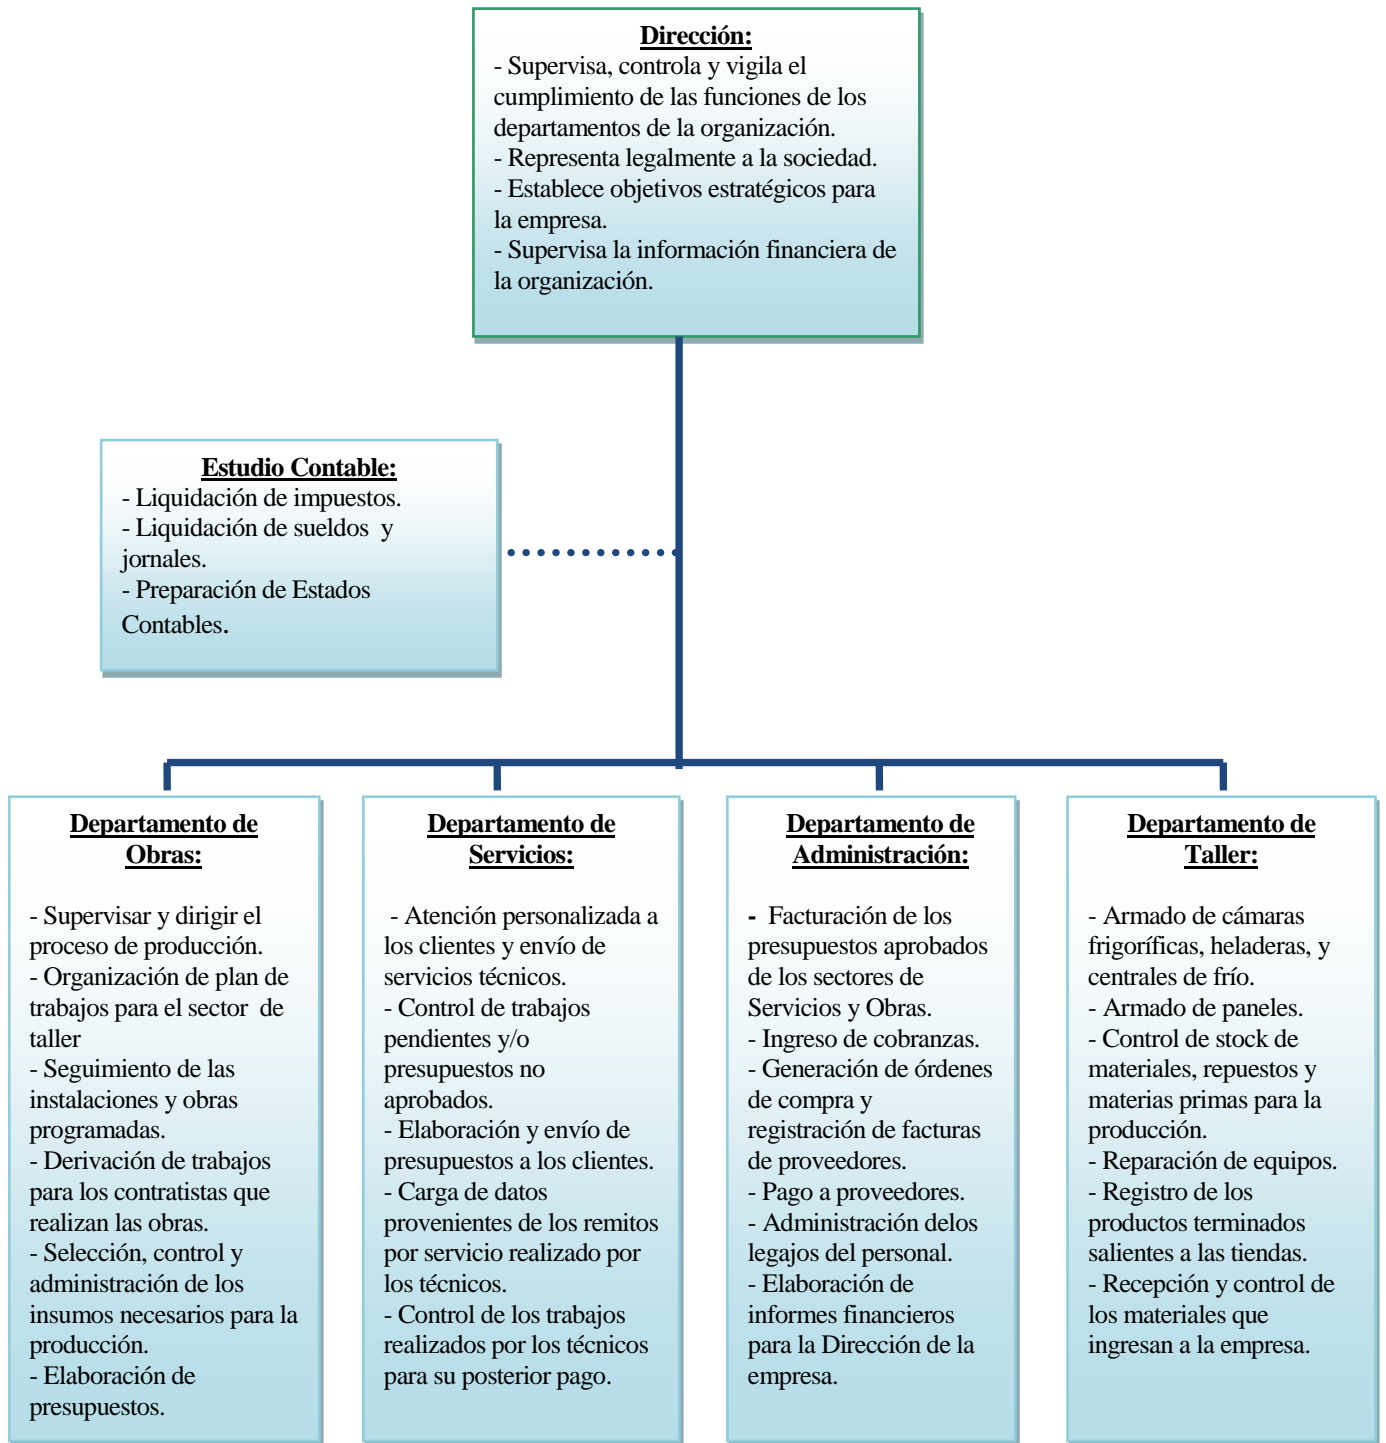 Dirección:
- Supervisa, controla y vigila el
cumplimiento de las funciones de los
departamentos de la organización.
- Representa legalmente a la sociedad.
- Establece objetivos estratégicos para
la empresa.
- Supervisa la información financiera de
la organización.
Estudio Contable:
- Liquidación de impuestos.
- Liquidación de sueldos y
jornales.
- Preparación de Estados
Contables.
Departamento de
Obras:
- Supervisar y dirigir el
proceso de producción.
- Organización de plan de
trabajos para el sector de
taller
- Seguimiento de las
instalaciones y obras
programadas.
- Derivación de trabajos
para los contratistas que
realizan las obras.
- Selección, control y
administración de los
insumos necesarios para la
producción.
- Elaboración de
presupuestos.
Departamento de
Servicios:
- Atención personalizada a
los clientes y envío de
servicios técnicos.
- Control de trabajos
pendientes y/o
presupuestos no
aprobados.
- Elaboración y envío de
presupuestos a los clientes.
- Carga de datos
provenientes de los remitos
por servicio realizado por
los técnicos.
- Control de los trabajos
realizados por los técnicos
para su posterior pago.
Departamento de
Administración:
- Facturación de los
presupuestos aprobados
de los sectores de
Servicios y Obras.
- Ingreso de cobranzas.
- Generación de órdenes
de compra y
registración de facturas
de proveedores.
- Pago a proveedores.
- Administración delos
legajos del personal.
- Elaboración de
informes financieros
para la Dirección de la
empresa.
Departamento de
Taller:
- Armado de cámaras
frigoríficas, heladeras, y
centrales de frío.
- Armado de paneles.
- Control de stock de
materiales, repuestos y
materias primas para la
producción.
- Reparación de equipos.
- Registro de los
productos terminados
salientes a las tiendas.
- Recepción y control de
los materiales que
ingresan a la empresa.